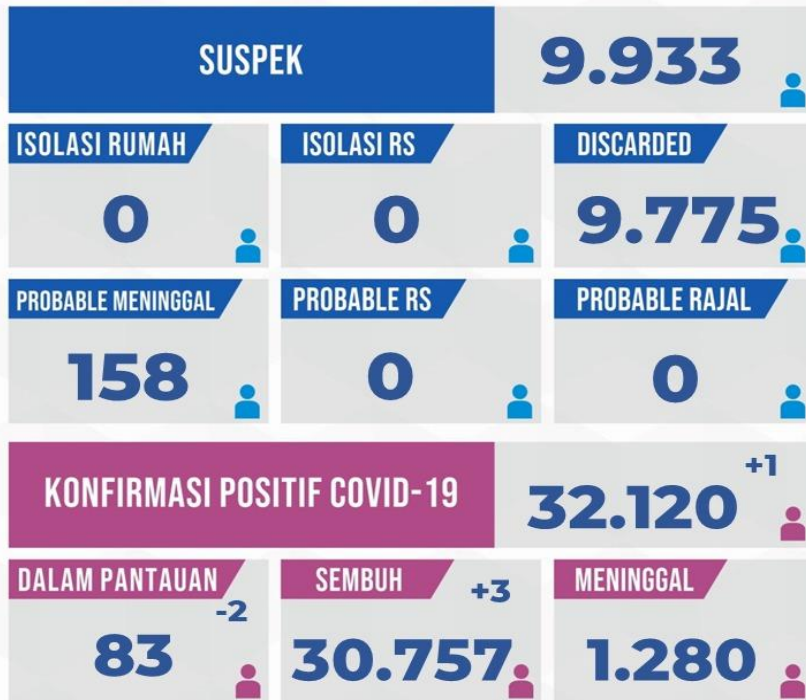 SUSPEK
9.933
ISOLASI RUMAH
0
ISOLASI RS
0
DISCARDED
9.775
PROBABLE MENINGGAL
158
PROBABLE RS
0
PROBABLE RAJAL
0
KONFIRMASI POSITIF COVID-19
32.120
+1
DALAM PANTAUAN
-2
83
SEMBUH
+3
30.757
MENINGGAL
1.280